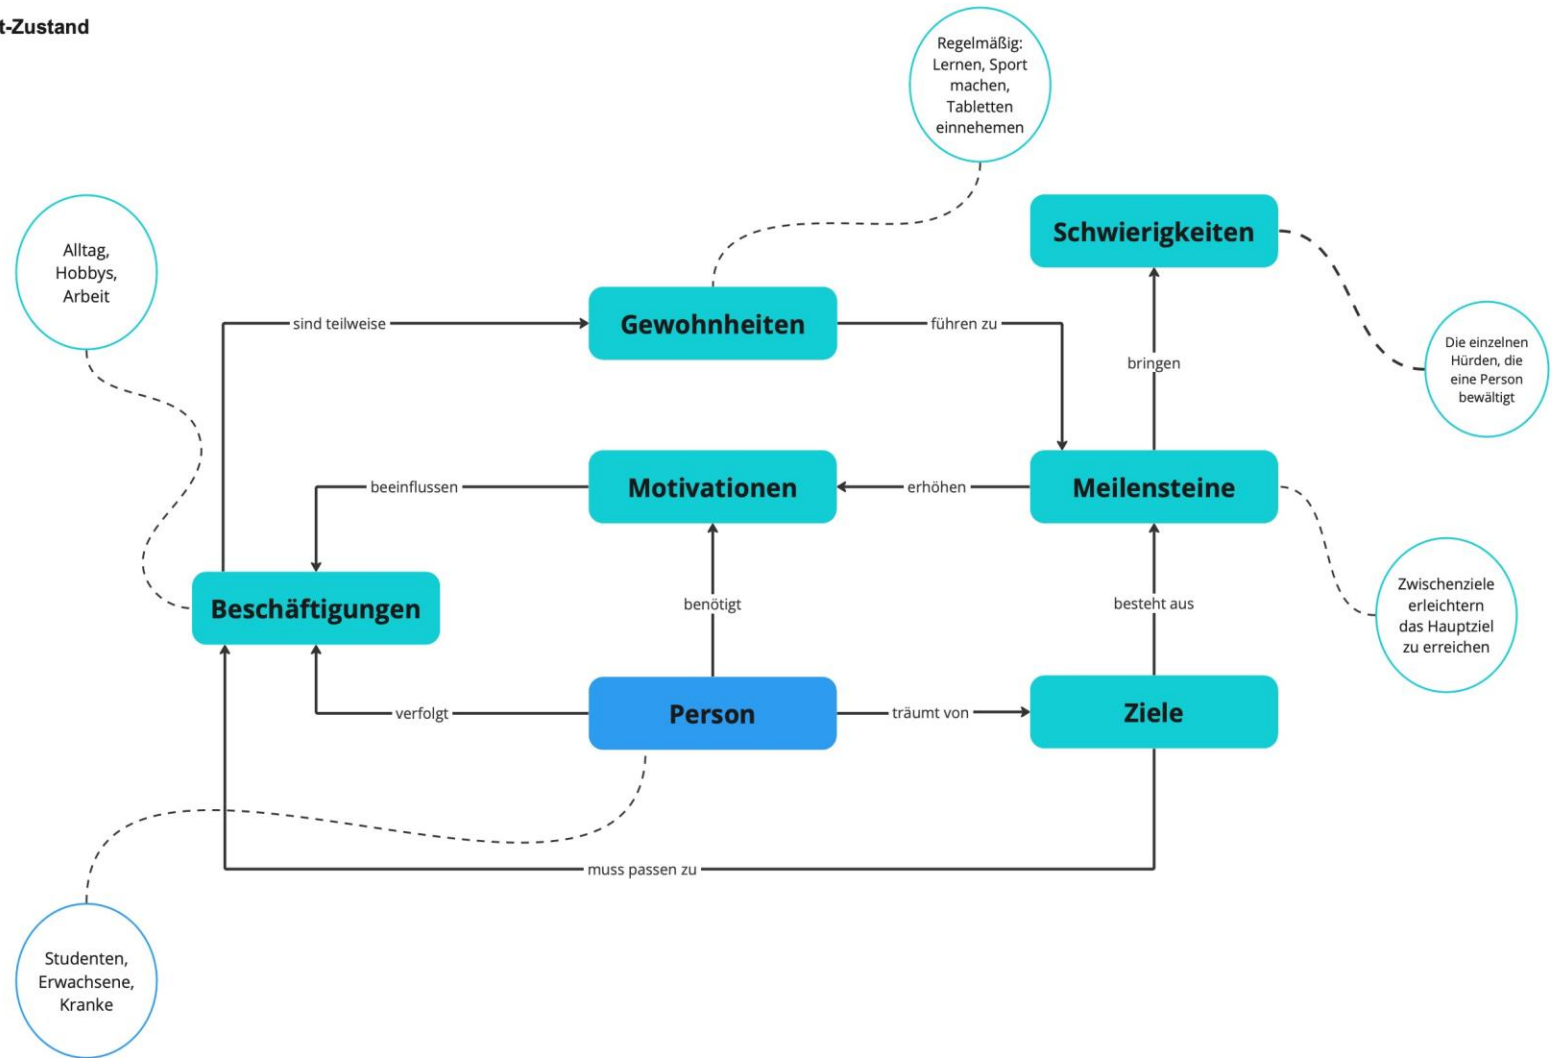 t-Zustand
Regelmäßig:
Lernen, Sport
machen,
Tabletten
einnehemen
Schwierigkeiten
Alltag,
Hobbys,
Arbeit
sind teilweise
Gewohnheiten
führen zu
Die einzelnen
Hürden, die
eine Person
bewältigt
bringen
beeinflussen
Motivationen
erhöhen
Meilensteine
Beschäftigungen
benötigt
besteht aus
Zwischenziele
erleichtern
das Hauptziel
zu erreichen
verfolgt
Person
träumt von
Ziele
muss passen zu
Studenten,
Erwachsene,
Kranke